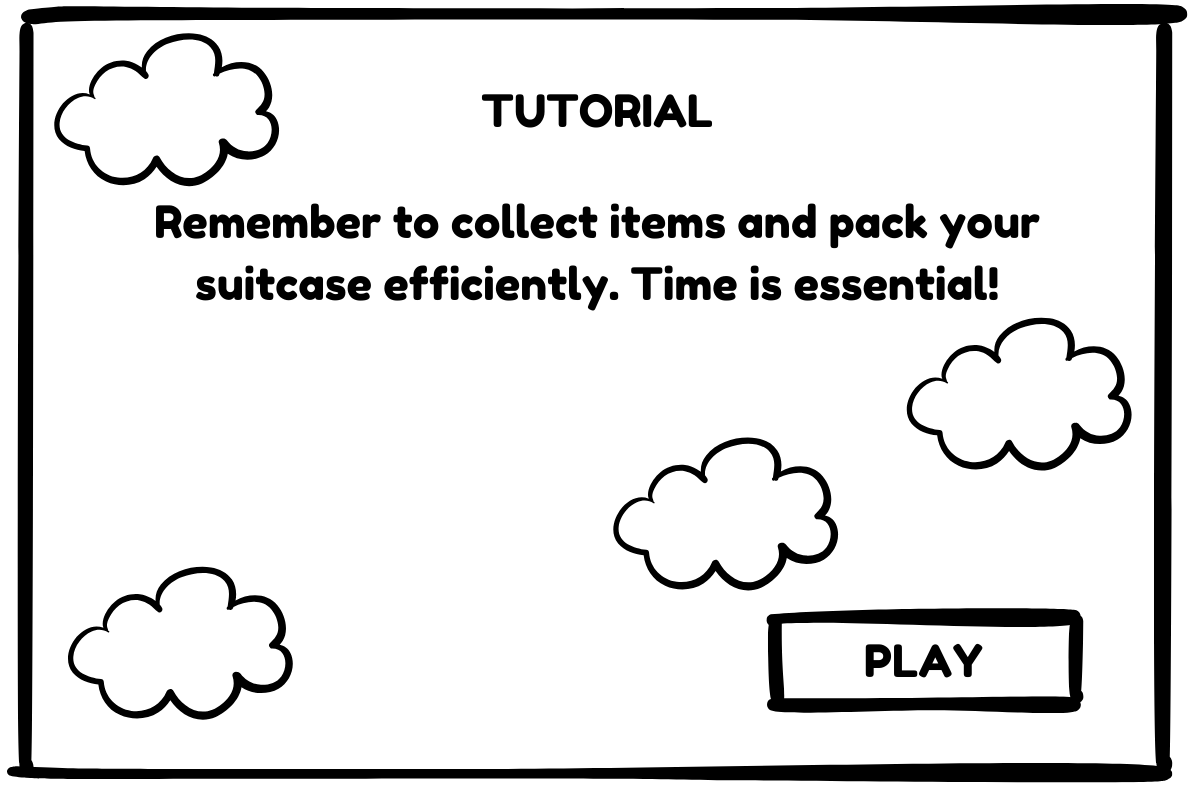 TUTORIAL
Remember to collect items and pack your
suitcase efficiently. Time is essential!
PLAY